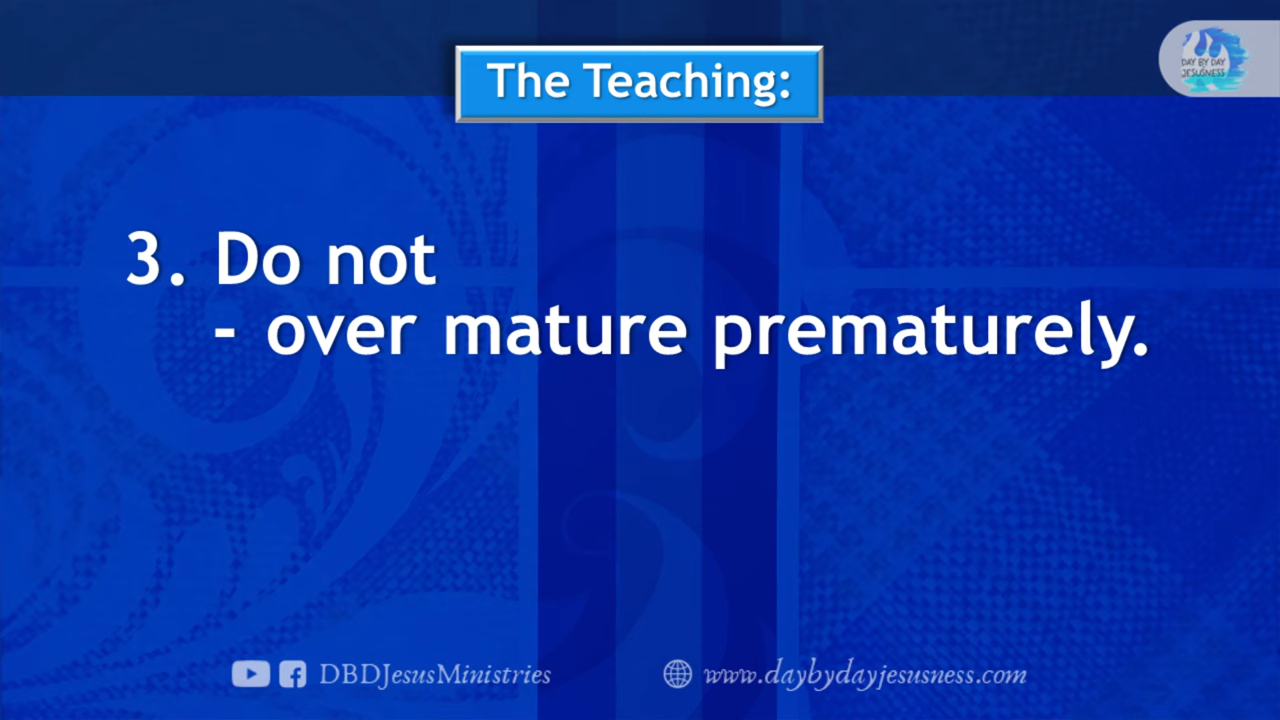 The Teaching:
DAY BY DAY
JESUSNESS
3. Do not
- over mature prematurely.
DBDJesusMinistries
www.daybydayjesusness.com